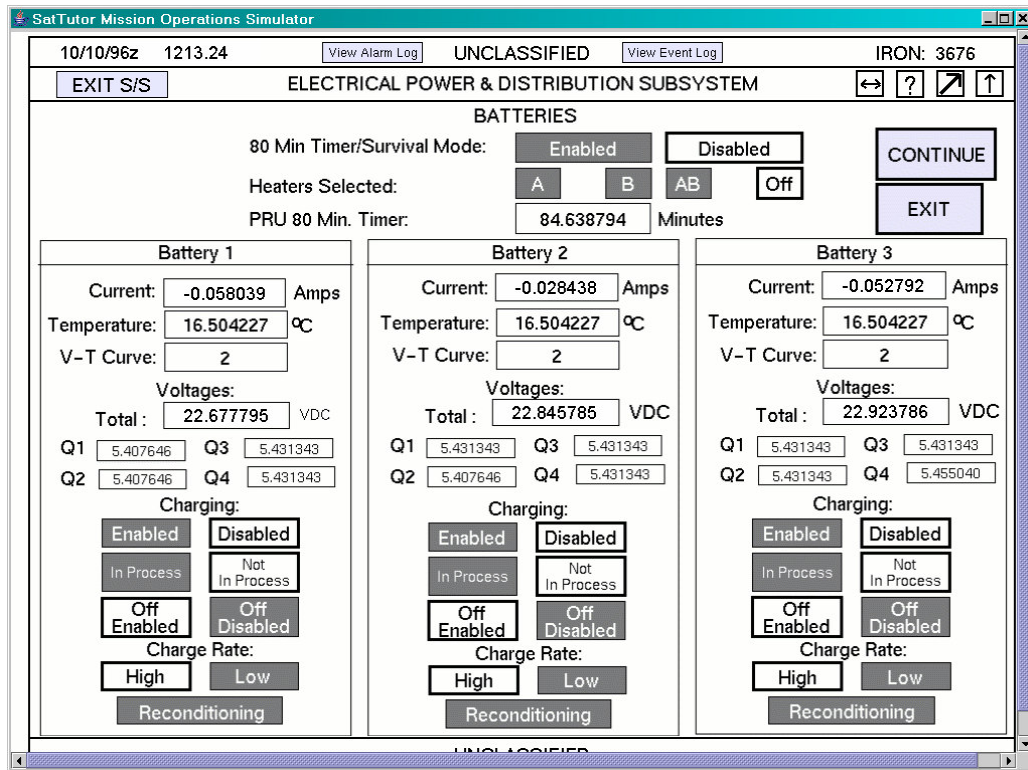 SatTutor Mission Operations Simulator
10/10/96z 1213.24 View Alarm Log UNCLASSIFIED View Event Log IRON: 3676
EXIT S/S ELECTRICAL POWER & DISTRIBUTION SUBSYSTEM ?
BATTERIES
80 Min Timer/Survival Mode: Enabled Disabled
CONTINUE
Heaters Selected: A B AB Off
EXIT
PRU 80 Min. Timer: 84.638794 Minutes
Battery 1
Current: -0.058039 Amps
Temperature: 16.504227 ºC
V-T Curve: 2
Voltages:
Total : 22.677795 VDC
Q1 5.407646 Q3 5.431343
Q2 5.407646 Q4 5.431343
Charging:
Enabled Disabled
In Process Not In Process
Off Enabled Off Disabled
Charge Rate:
High Low
Reconditioning
Battery 2
Current: -0.028438 Amps
Temperature: 16.504227 ºC
V-T Curve: 2
Voltages:
Total : 22.845785 VDC
Q1 5.431343 Q3 5.431343
Q2 5.407646 Q4 5.431343
Charging:
Enabled Disabled
In Process Not In Process
Off Enabled Off Disabled
Charge Rate:
High Low
Reconditioning
Battery 3
Current: -0.052792 Amps
Temperature: 16.504227 ºC
V-T Curve: 2
Voltages:
Total : 22.923786 VDC
Q1 5.431343 Q3 5.431343
Q2 5.431343 Q4 5.455040
Charging:
Enabled Disabled
In Process Not In Process
Off Enabled Off Disabled
Charge Rate:
High Low
Reconditioning
UNCLASSIFIED